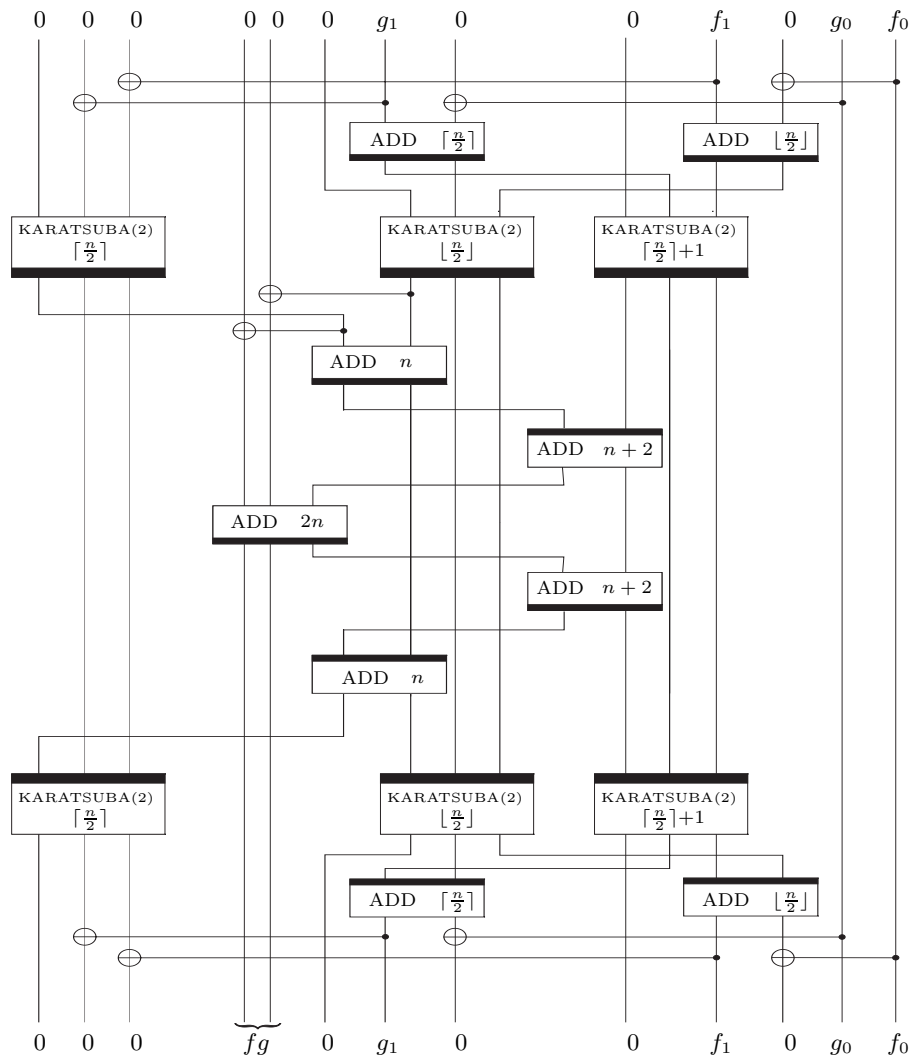 0 0 0 0 0 0 g₁ 0 0 f₁ 0 g₀ f₀
ADD ⌈n/2⌉ ADD ⌊n/2⌋
KARATSUBA(2) KARATSUBA(2) KARATSUBA(2)
⌈n/2⌉ ⌊n/2⌋ ⌈n/2⌉+1
ADD n
ADD n + 2
ADD 2n
ADD n + 2
ADD n
KARATSUBA(2) KARATSUBA(2) KARATSUBA(2)
⌈n/2⌉ ⌊n/2⌋ ⌈n/2⌉+1
ADD ⌈n/2⌉ ADD ⌊n/2⌋
0 0 0 fg 0 g₁ 0 0 f₁ 0 g₀ f₀